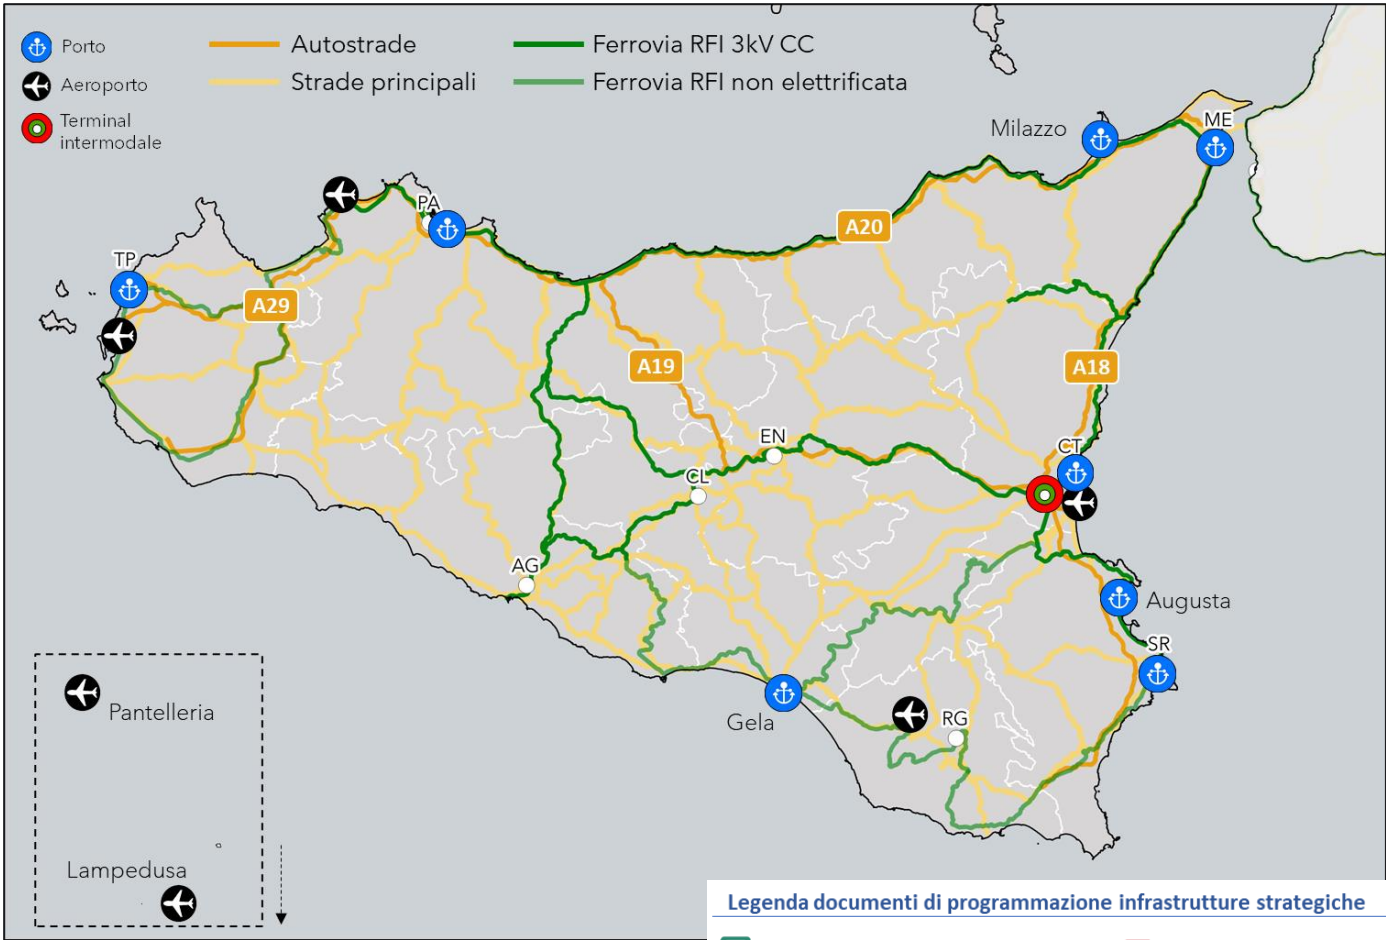 Porto
Aeroporto
Terminal
intermodale
Autostrade
Strade principali
Ferrovia RFI 3kV CC
Ferrovia RFI non elettrificata
Milazzo
ME
PA
A20
TP
A29
A19
A18
EN
CT
CL
AG
Augusta
SR
Gela
RG
Pantelleria
Lampedusa
Legenda documenti di programmazione infrastrutture strategiche